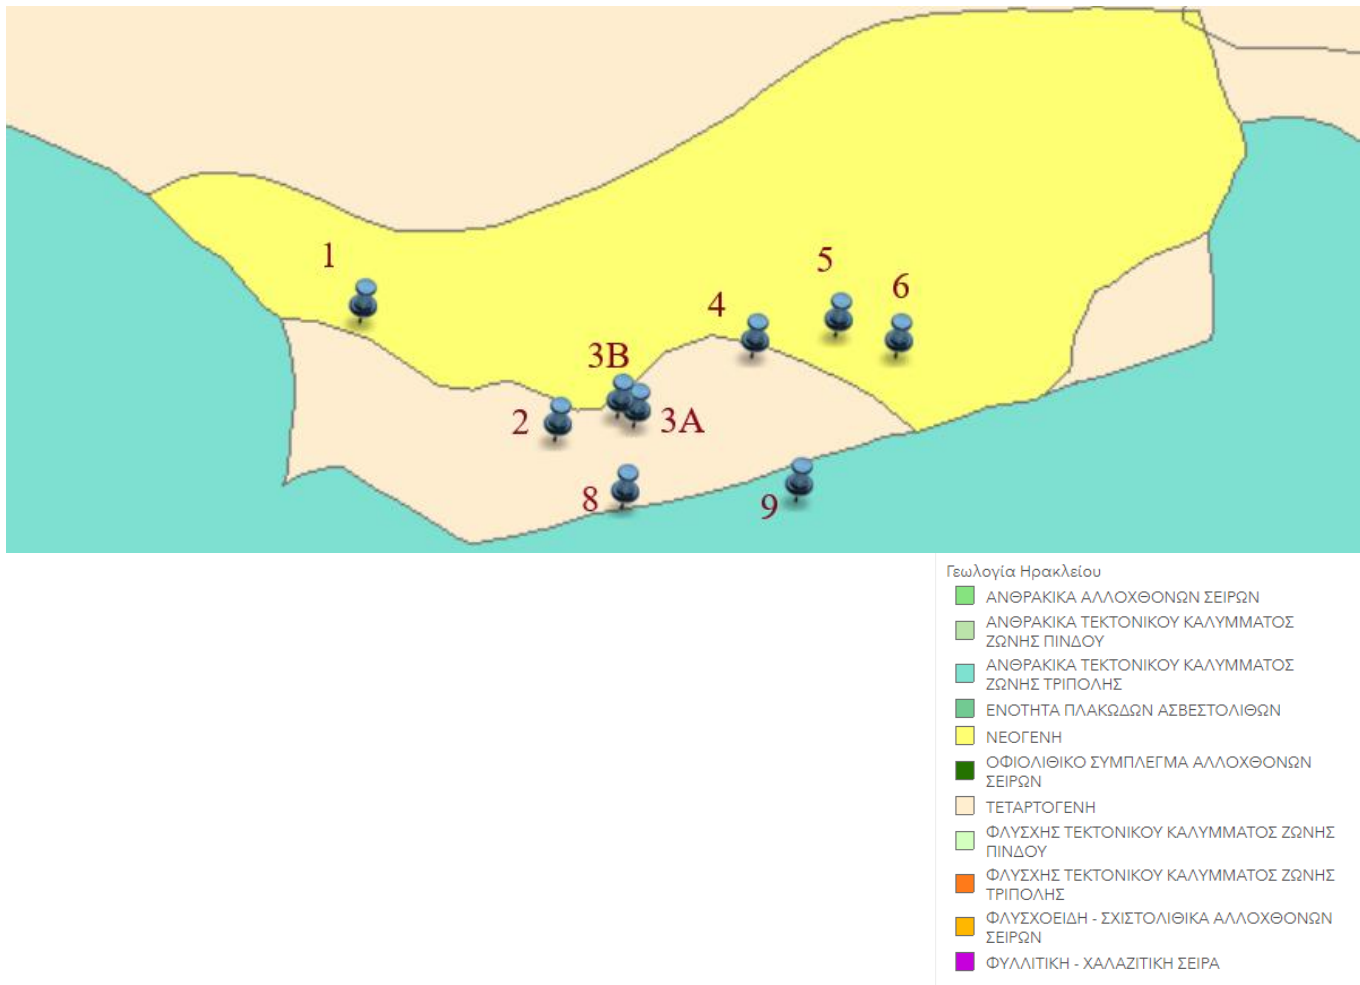 1
5
6
4
3B
2
3A
8
9
Γεωλογία Ηρακλείου
ΑΝΘΡΑΚΙΚΑ ΑΛΛΟΧΘΟΝΩΝ ΣΕΙΡΩΝ
ΑΝΘΡΑΚΙΚΑ ΤΕΚΤΟΝΙΚΟΥ ΚΑΛΥΜΜΑΤΟΣ
ΖΩΝΗΣ ΠΙΝΔΟΥ
ΑΝΘΡΑΚΙΚΑ ΤΕΚΤΟΝΙΚΟΥ ΚΑΛΥΜΜΑΤΟΣ
ΖΩΝΗΣ ΤΡΙΠΟΛΗΣ
ΕΝΟΤΗΤΑ ΠΛΑΚΩΔΩΝ ΑΣΒΕΣΤΟΛΙΘΩΝ
ΝΕΟΓΕΝΗ
ΟΦΙΟΛΙΘΙΚΟ ΣΥΜΠΛΕΓΜΑ ΑΛΛΟΧΘΟΝΩΝ
ΣΕΙΡΩΝ
ΤΕΤΑΡΤΟΓΕΝΗ
ΦΛΥΣΧΗΣ ΤΕΚΤΟΝΙΚΟΥ ΚΑΛΥΜΜΑΤΟΣ ΖΩΝΗΣ
ΠΙΝΔΟΥ
ΦΛΥΣΧΗΣ ΤΕΚΤΟΝΙΚΟΥ ΚΑΛΥΜΜΑΤΟΣ ΖΩΝΗΣ
ΤΡΙΠΟΛΗΣ
ΦΛΥΣΧΟΕΙΔΗ - ΣΧΙΣΤΟΛΙΘΙΚΑ ΑΛΛΟΧΘΟΝΩΝ
ΣΕΙΡΩΝ
ΦΥΛΛΙΤΙΚΗ - ΧΑΛΑΖΙΤΙΚΗ ΣΕΙΡΑ